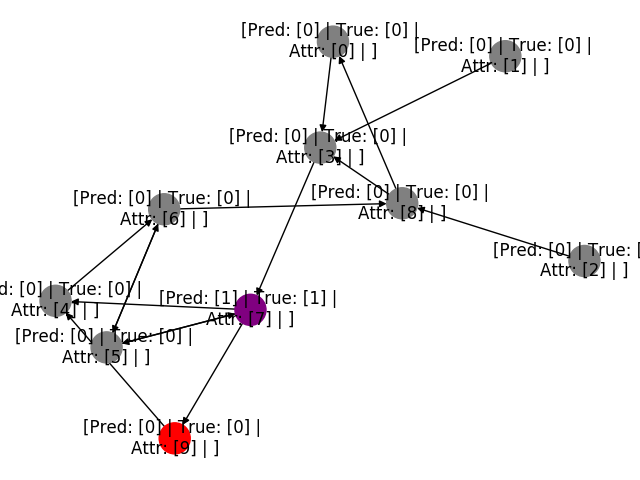 [Pred: [0] | True: [0] |
Attr: [0] | ]
[Pred: [0] | True: [0] |
Attr: [1] | ]
[Pred: [0] | True: [0] |
Attr: [3] | ]
[Pred: [0] | True: [0] |
Attr: [8] | ]
[Pred: [0] | True: [0] |
Attr: [6] | ]
[Pred: [0] | True: [
Attr: [2] | ]
d: [0] | True: [0] |
Attr: [4] | ]
[Pred: [1] | True: [1] |
Attr: [7] | ]
[Pred: [0] | True: [0] |
Attr: [5] | ]
[Pred: [0] | True: [0] |
Attr: [9] | ]